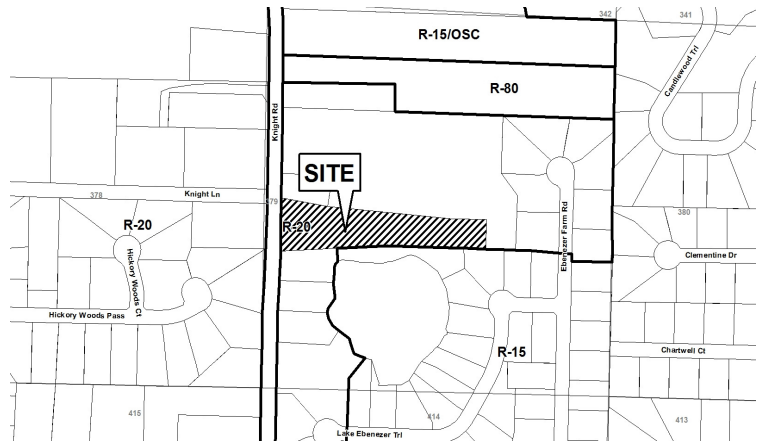 342
341
R-15/OSC
Candlewood Trl
R-80
Knight Rd
SITE
378
Knight Ln
379
R-20
R-20
380
Ebenezer Farm Rd
Hickory Woods Ct
Clementine Dr
Hickory Woods Pass
R-15
Chartwell Ct
415
414
413
Lake Ebenezer Trl